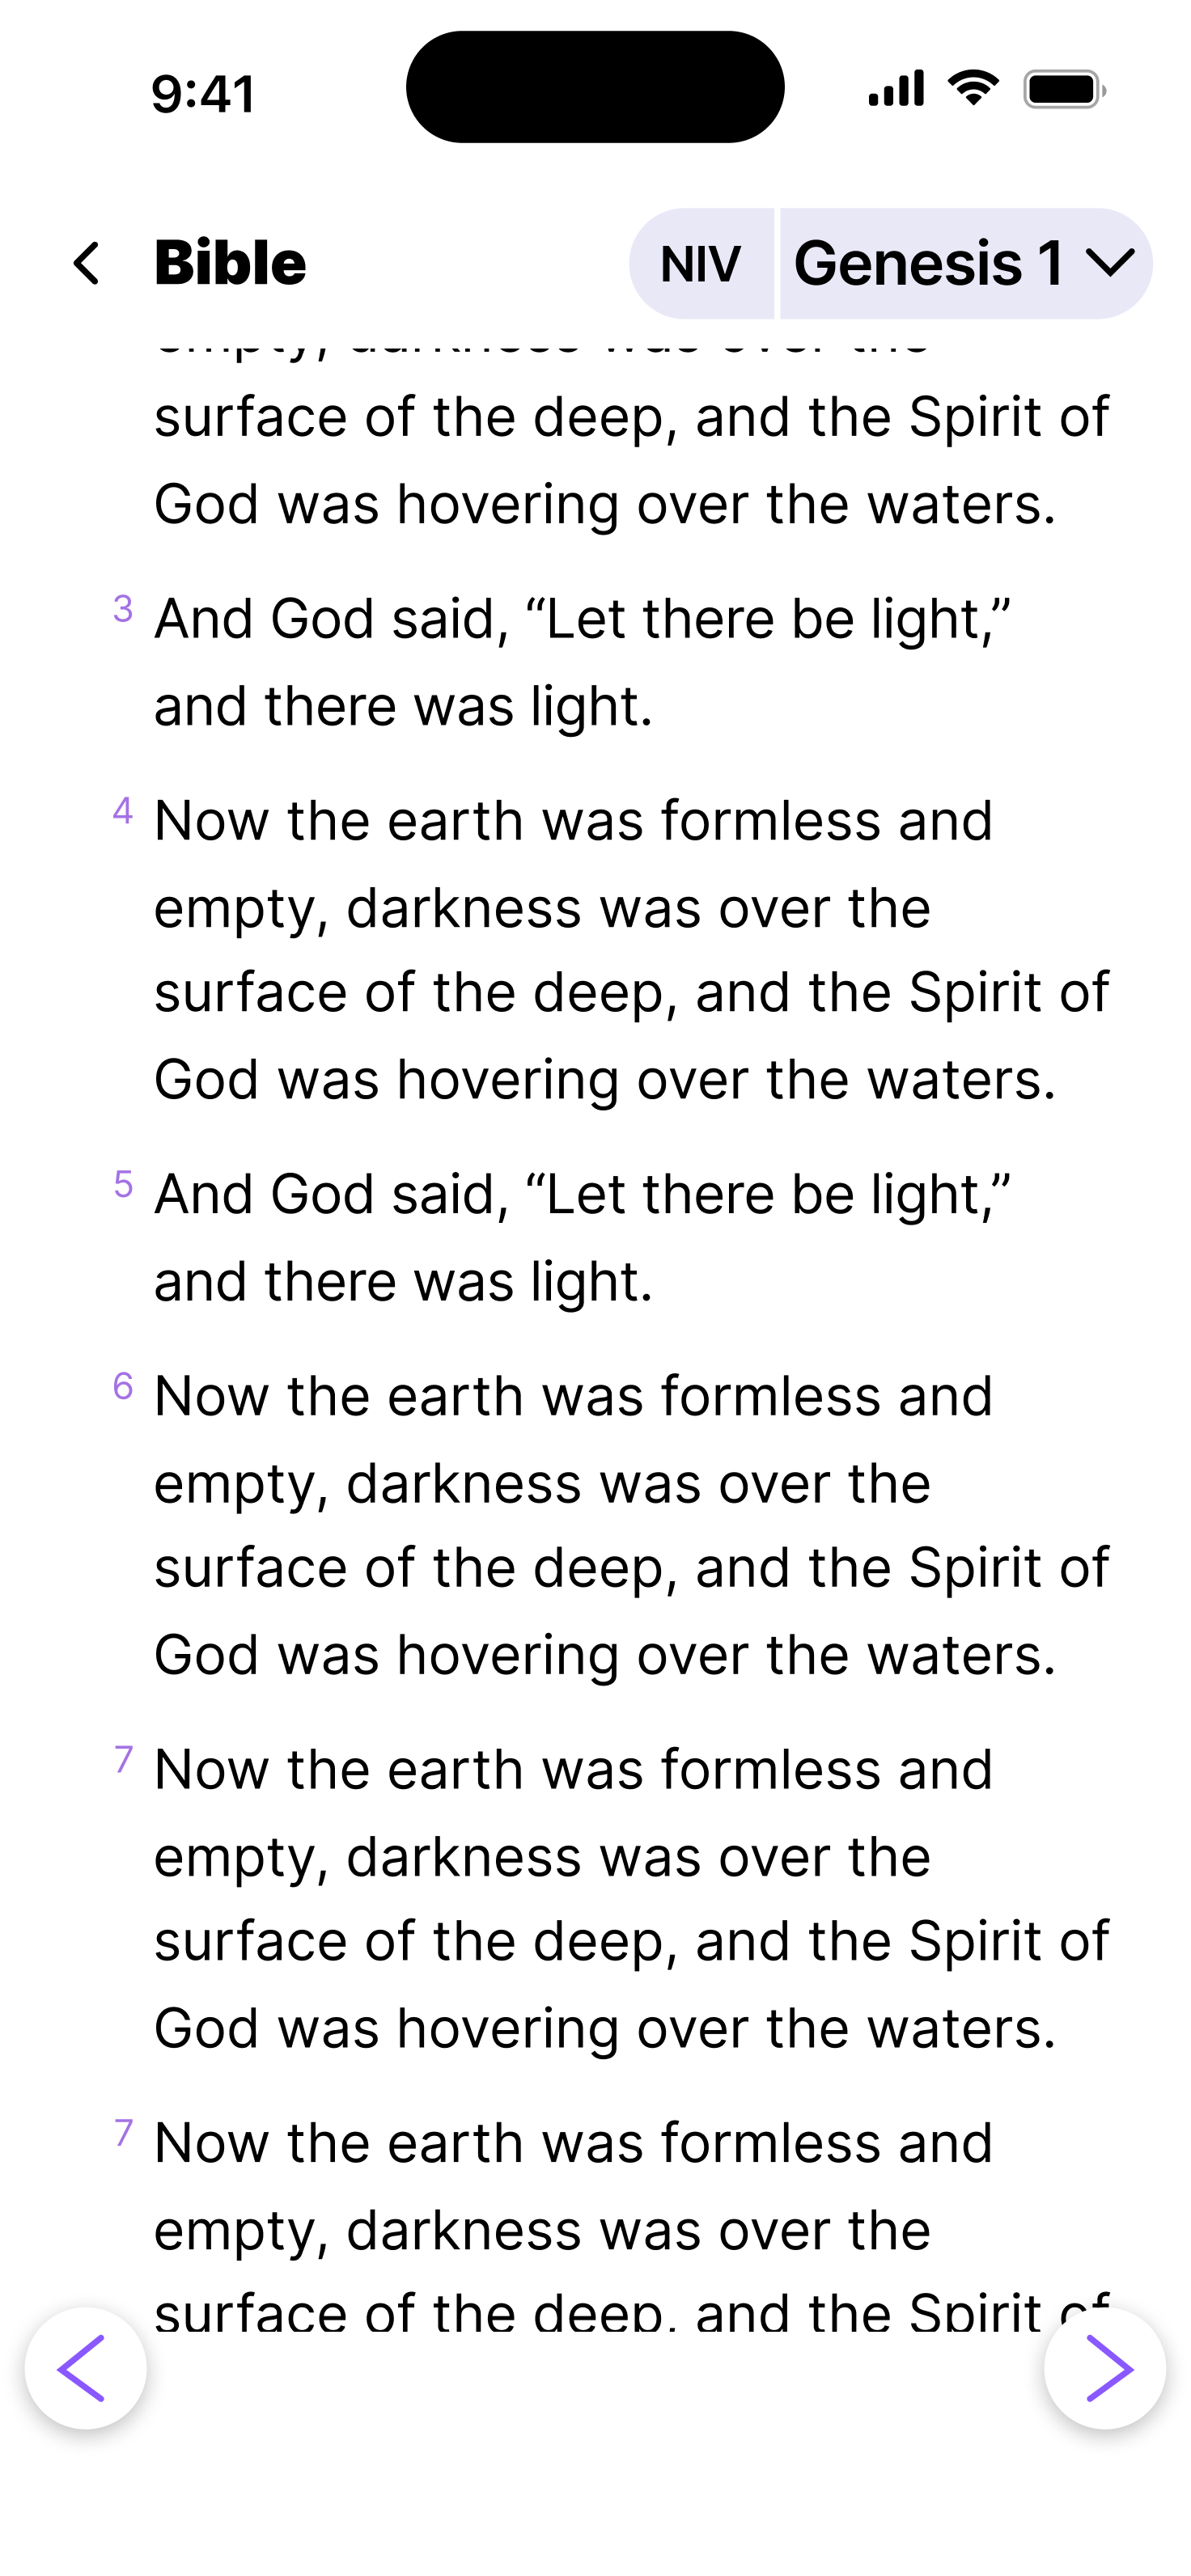 9:41
Bible
NIV
Genesis 1
empty, darkness was over the
surface of the deep, and the Spirit of
God was hovering over the waters.
3 And God said, “Let there be light,”
and there was light.
4 Now the earth was formless and
empty, darkness was over the
surface of the deep, and the Spirit of
God was hovering over the waters.
5 And God said, “Let there be light,”
and there was light.
6 Now the earth was formless and
empty, darkness was over the
surface of the deep, and the Spirit of
God was hovering over the waters.
7 Now the earth was formless and
empty, darkness was over the
surface of the deep, and the Spirit of
God was hovering over the waters.
7 Now the earth was formless and
empty, darkness was over the
surface of the deep, and the Spirit of